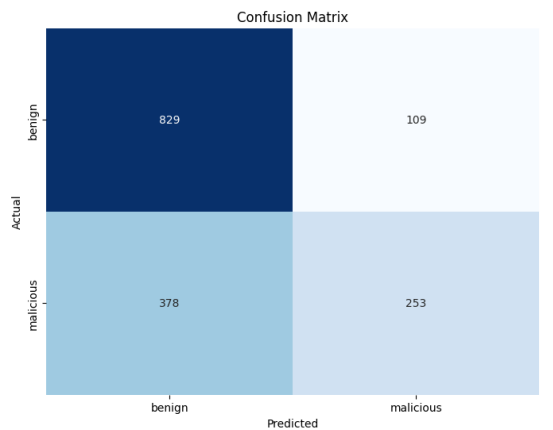 Confusion Matrix
benign
829
109
Actual
malicious
378
253
benign
malicious
Predicted